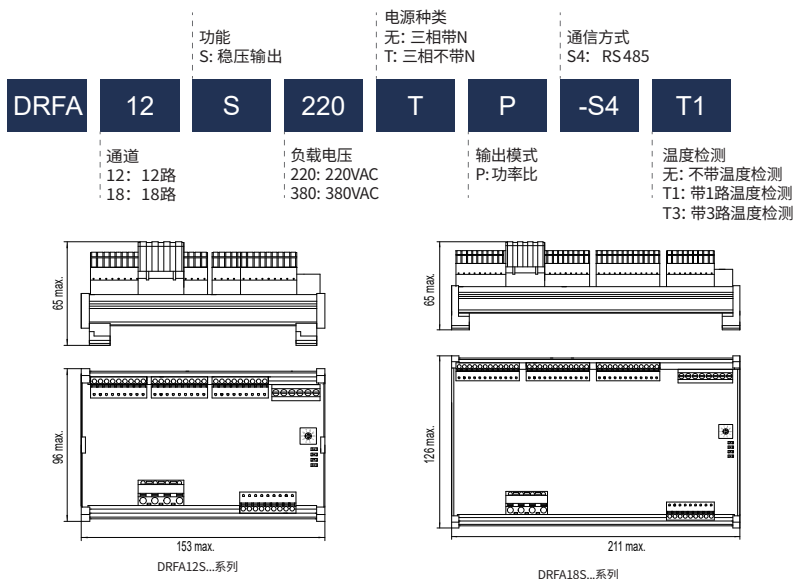 电源种类
功能
无: 三相带N
通信方式
S: 稳压输出
T: 三相不带N
S4: RS485
DRFA 12 S 220 T P -S4 T1
通道
12: 12路
18: 18路
负载电压
220: 220VAC
380: 380VAC
输出模式
P:功率比
温度检测
无: 不带温度检测
T1: 带1路温度检测
T3: 带3路温度检测
65 max.
65 max.
96 max.
126 max.
153 max.
211 max.
DRFA12S...系列
DRFA18S...系列